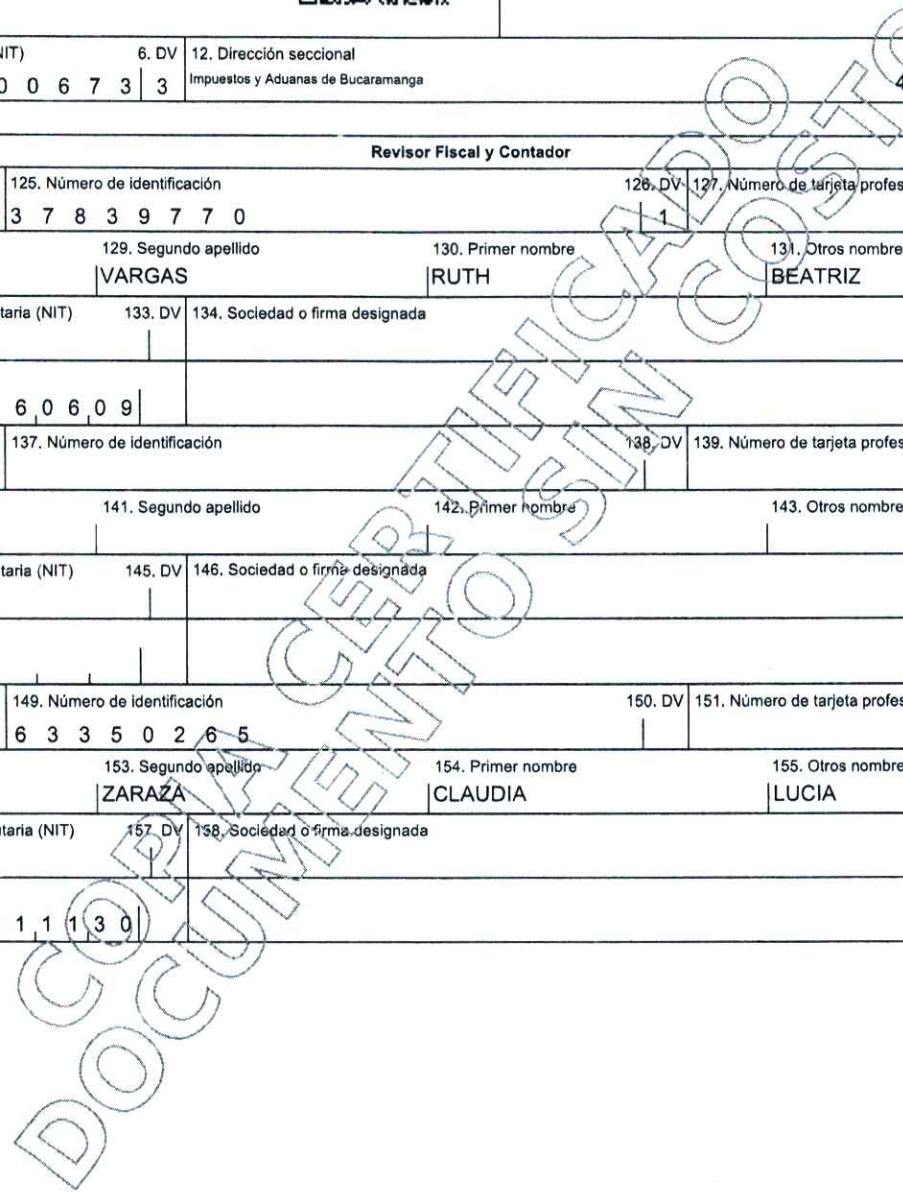 NIT) 6. DV 12. Dirección seccional
0 0 6 7 3 3 Impuestos y Aduanas de Bucaramanga 4
Revisor Fiscal y Contador
125. Número de identificación 126. DV 127. Número de tarjeta profes
3 7 8 3 9 7 7 0 1
129. Segundo apellido 130. Primer nombre 131. Otros nombre
VARGAS RUTH BEATRIZ
taria (NIT) 133. DV 134. Sociedad o firma designada
6 0 6 0 9
137. Número de identificación 138. DV 139. Número de tarjeta profes
141. Segundo apellido 142. Primer nombre 143. Otros nombre
taria (NIT) 145. DV 146. Sociedad o firma designada
149. Número de identificación 150. DV 151. Número de tarjeta profes
6 3 3 5 0 2 6 5
153. Segundo apellido 154. Primer nombre 155. Otros nombre
ZARAZA CLAUDIA LUCIA
taria (NIT) 157. DV 158. Sociedad o firma designada
1 1 1 3 0
COPIA CERTIFICADO
DOCUMENTO SIN COSTO